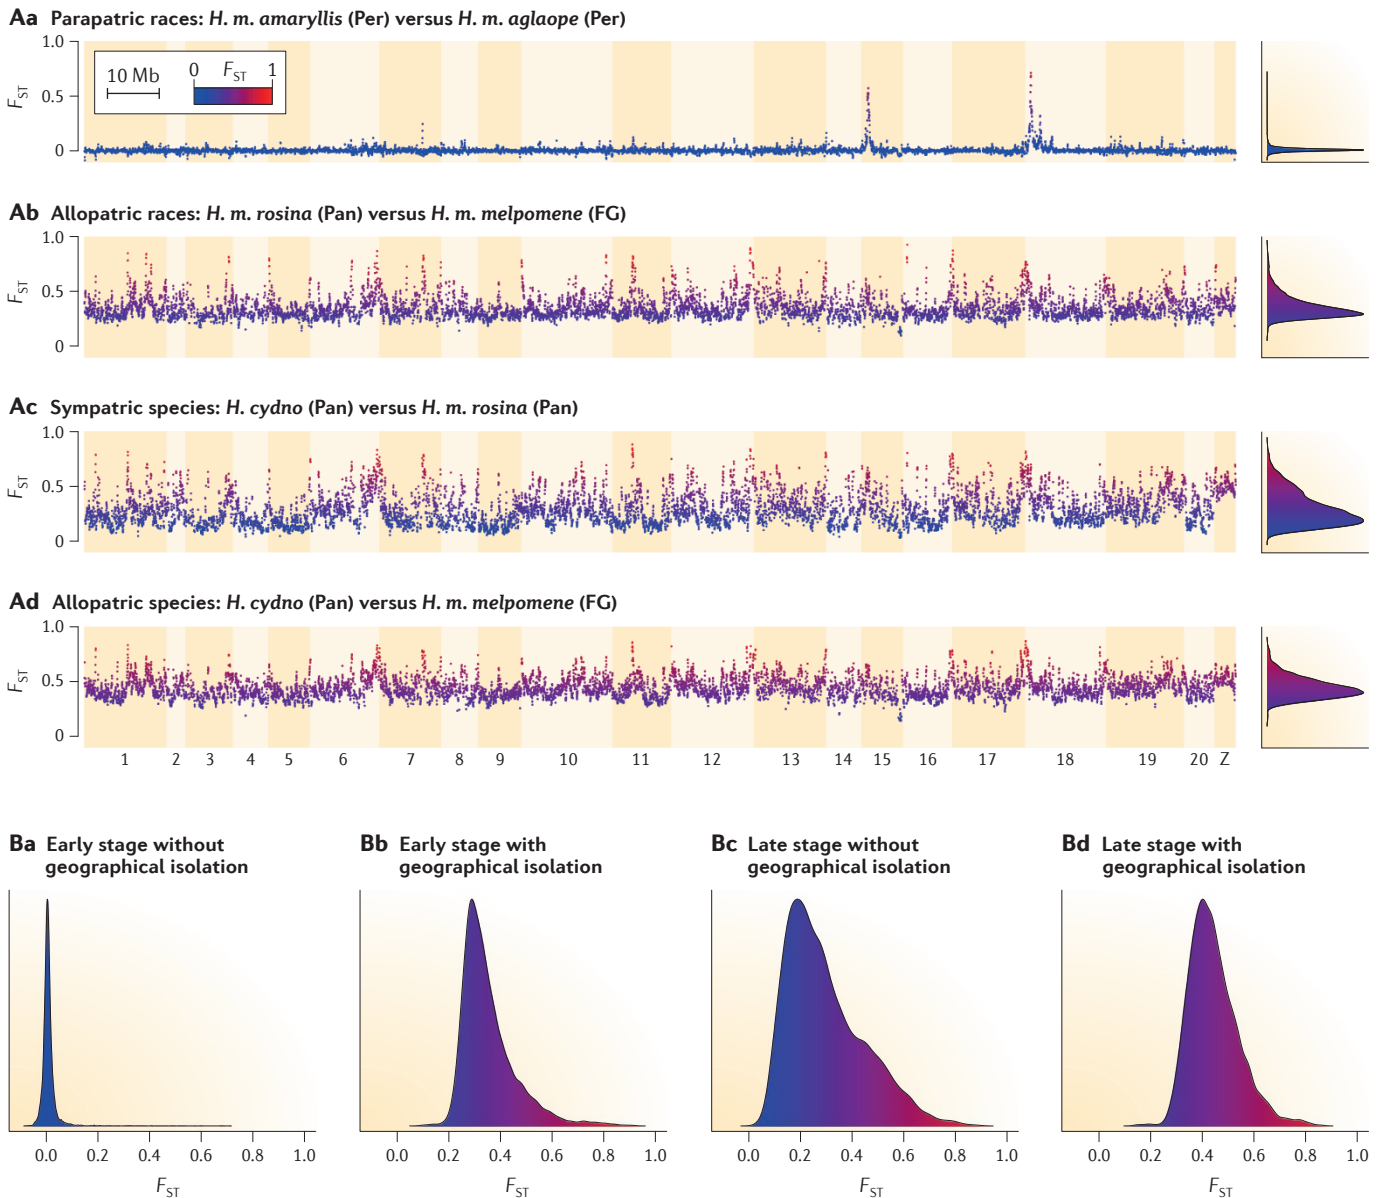 Aa Parapatric races: H. m. amaryllis (Per) versus H. m. aglaope (Per)
1.0
0.5
0
FST
10 Mb
0 FST 1
Ab Allopatric races: H. m. rosina (Pan) versus H. m. melpomene (FG)
1.0
0.5
0
FST
Ac Sympatric species: H. cydno (Pan) versus H. m. rosina (Pan)
1.0
0.5
0
FST
Ad Allopatric species: H. cydno (Pan) versus H. m. melpomene (FG)
1.0
0.5
0
FST
1 2 3 4 5 6 7 8 9 10 11 12 13 14 15 16 17 18 19 20 Z
Ba Early stage without
geographical isolation
0.0 0.2 0.4 0.6 0.8 1.0
FST
Bb Early stage with
geographical isolation
0.0 0.2 0.4 0.6 0.8 1.0
FST
Bc Late stage without
geographical isolation
0.0 0.2 0.4 0.6 0.8 1.0
FST
Bd Late stage with
geographical isolation
0.0 0.2 0.4 0.6 0.8 1.0
FST